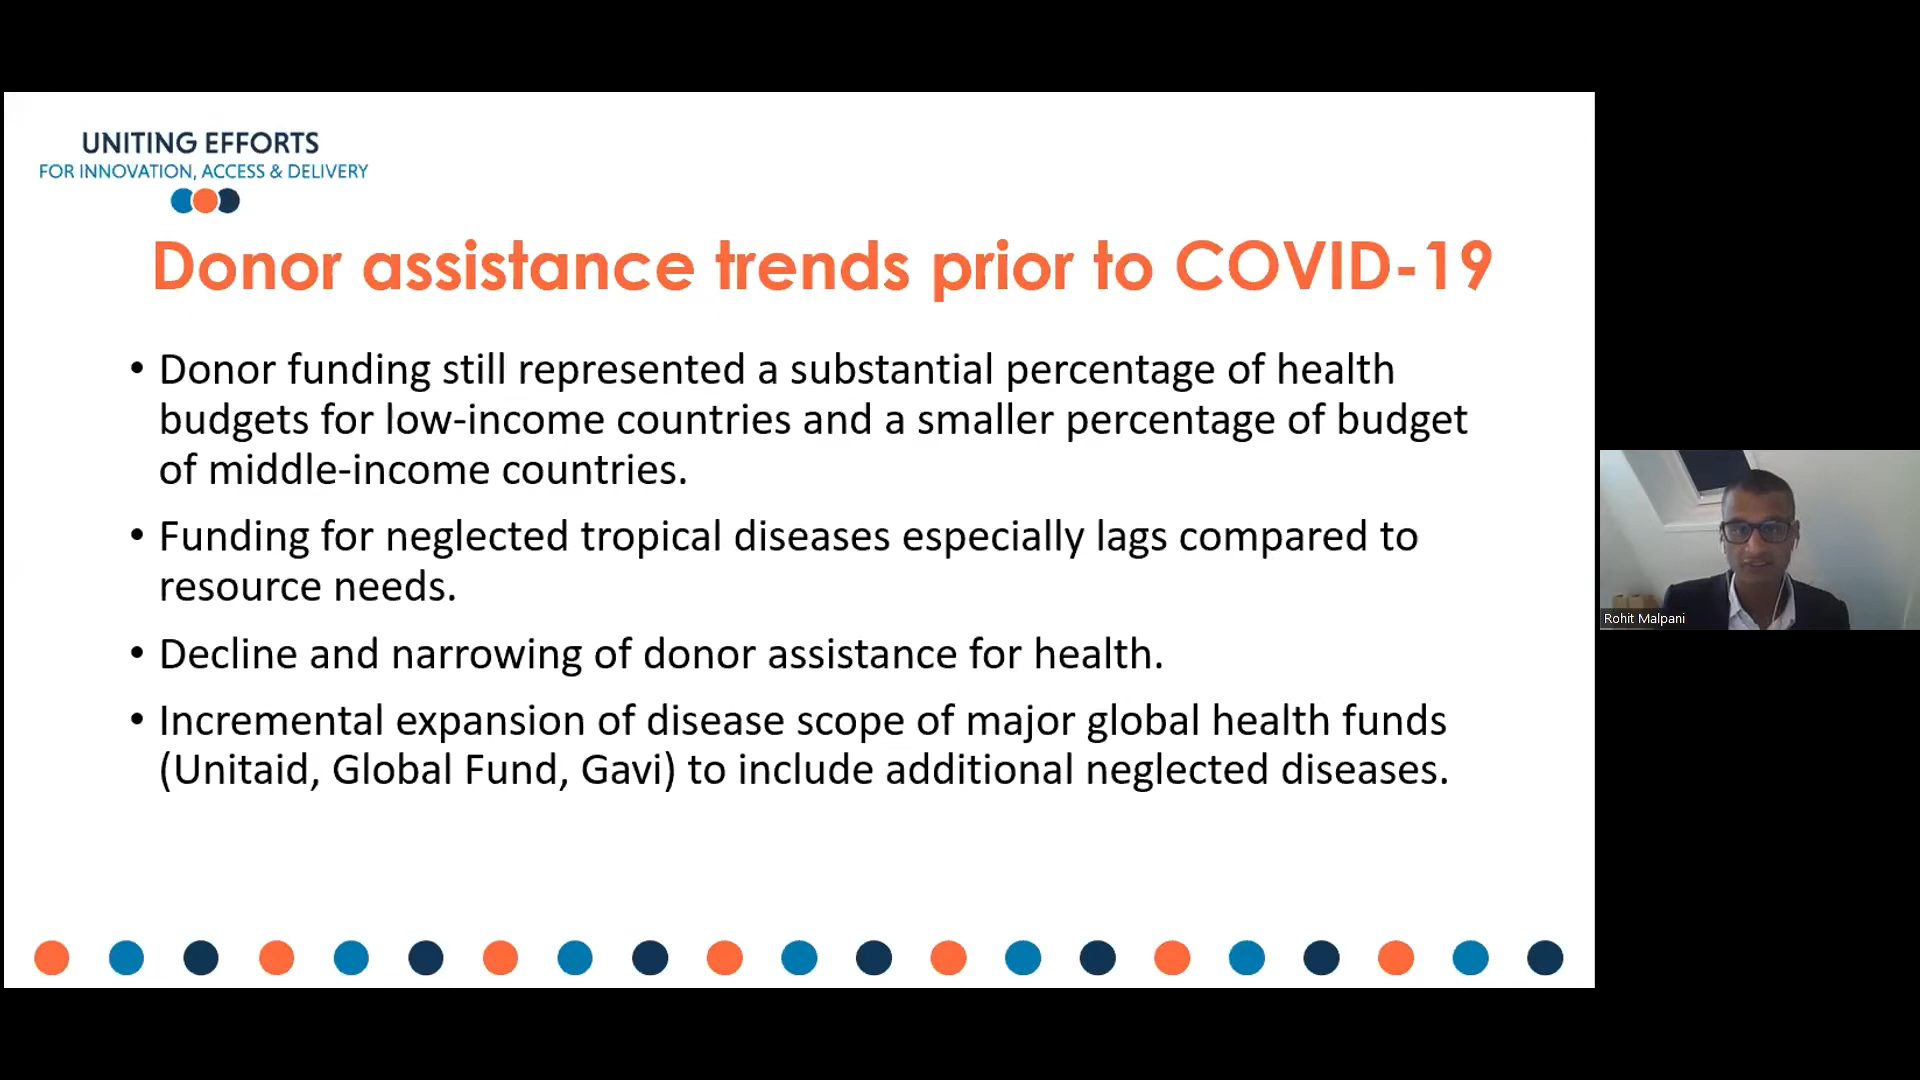 UNITING EFFORTS
FOR INNOVATION, ACCESS & DELIVERY
Donor assistance trends prior to COVID-19
• Donor funding still represented a substantial percentage of health
budgets for low-income countries and a smaller percentage of budget
of middle-income countries.
• Funding for neglected tropical diseases especially lags compared to
resource needs.
• Decline and narrowing of donor assistance for health.
• Incremental expansion of disease scope of major global health funds
(Unitaid, Global Fund, Gavi) to include additional neglected diseases.
Rohit Malpani